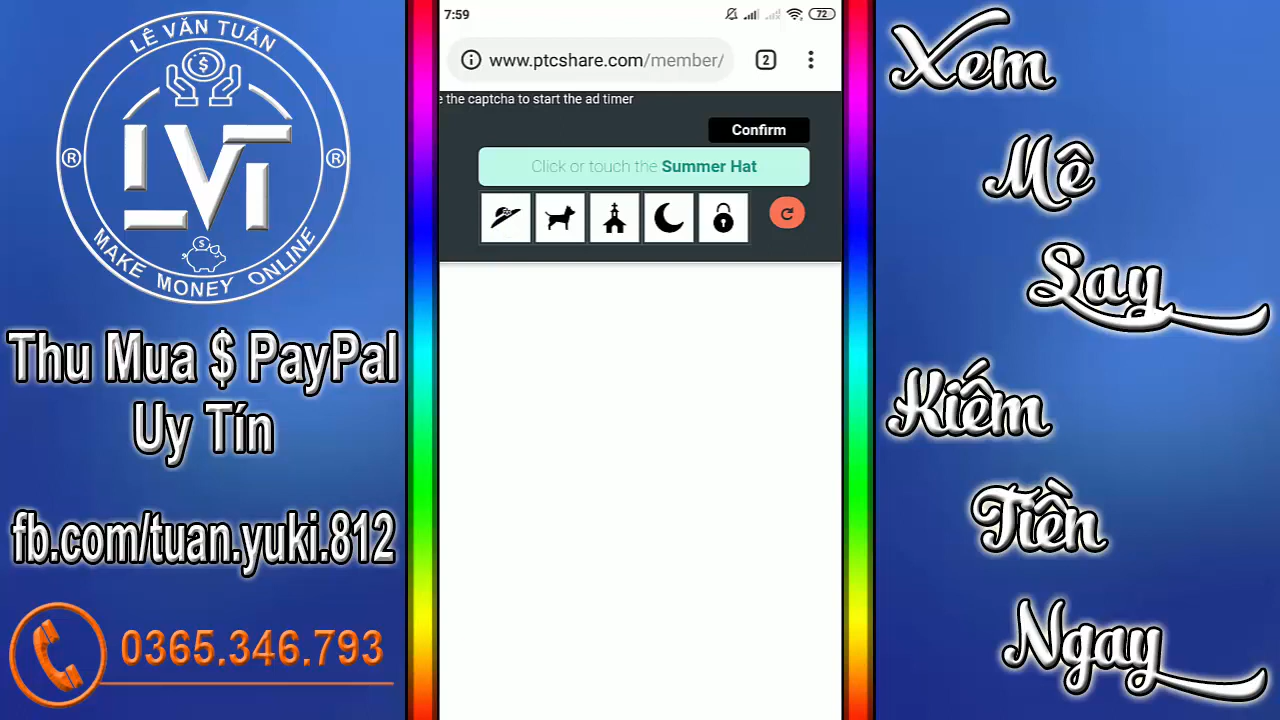 LÊ VĂN TUẤN
$
LVT
®
®
$
MAKE MONEY ONLINE
Thu Mua $ PayPal
Uy Tín
fb.com/tuan.yuki.812
0365.346.793
7:59
72
www.ptcshare.com/member/
2
e the captcha to start the ad timer
Confirm
Click or touch the Summer Hat
Xem
Mê
Say
Kiếm
Tiền
Ngay